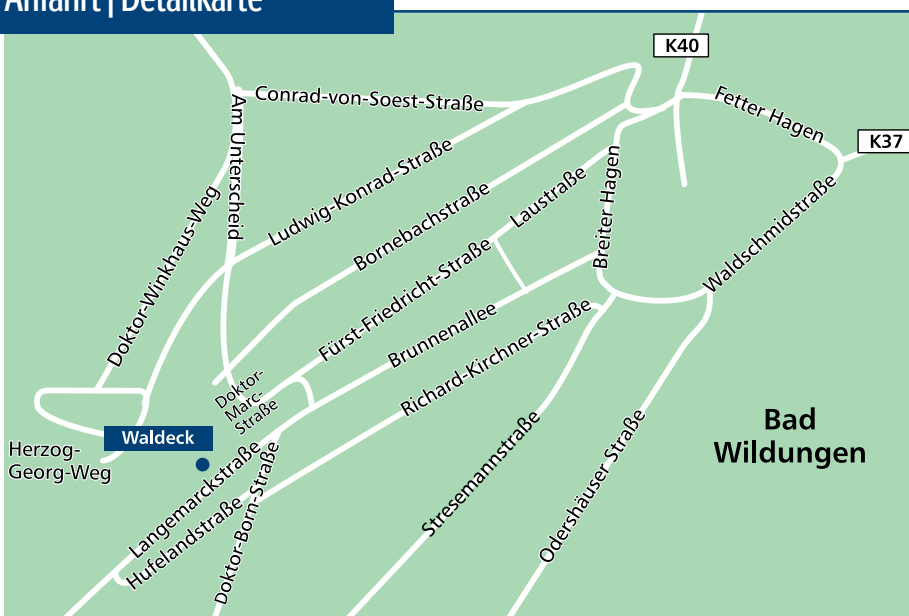 Anfahrt | Detailkarte
K40
Conrad-von-Soest-Straße
Fetter Hagen
K37
Am Unterscheid
Ludwig-Konrad-Straße
Laustraße
Breiter Hagen
Waldschmidstraße
Bornebachstraße
Doktor-Winkhaus-Weg
Fürst-Friedricht-Straße
Brunnenallee
Richard-Kirchner-Straße
Doktor-
Marc-
Straße
Bad
Wildungen
Waldeck
Herzog-
Georg-Weg
Langemarckstraße
Hufelandstraße
Doktor-Born-Straße
Stresemannstraße
Odershäuser Straße